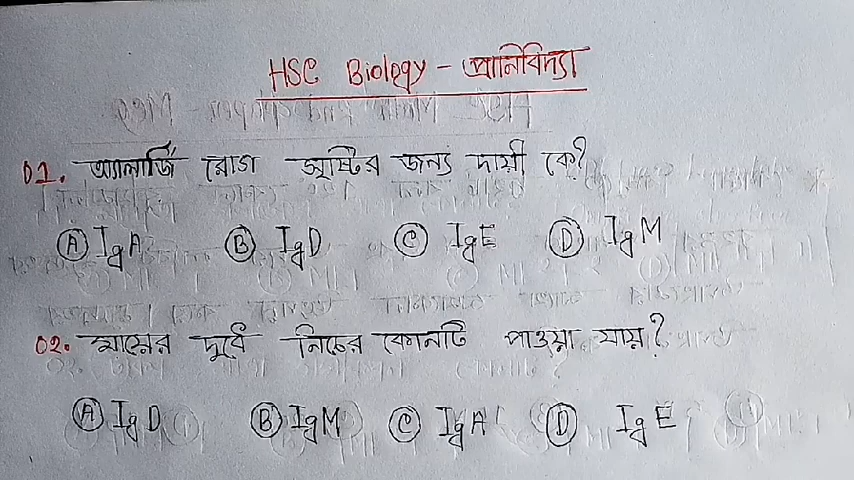 HSC Biology - প্রানিবিদ্যা
01. অ্যালার্জি রোগ সৃষ্টির জন্য দায়ী কে?
Ⓐ IgA Ⓑ IgD Ⓒ IgE Ⓓ IgM
02. মায়ের দুধে নিচের কোনটি পাওয়া যায়?
Ⓐ IgD Ⓑ IgM Ⓒ IgA Ⓓ IgE